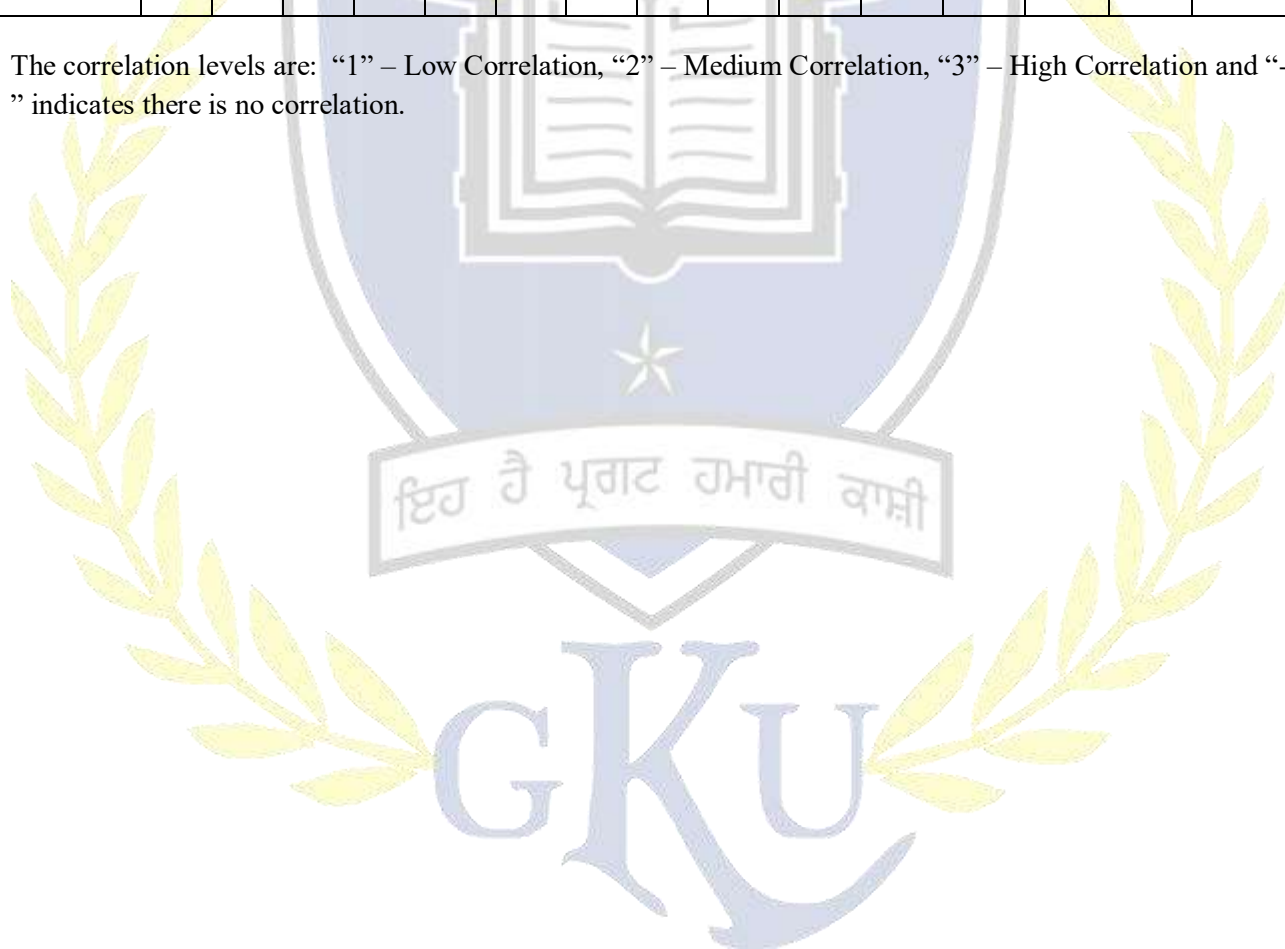 The correlation levels are: “1” – Low Correlation, “2” – Medium Correlation, “3” – High Correlation and “-
” indicates there is no correlation.
ਇਹ ਹੈ ਪ੍ਰਗਟ ਹਮਾਰੀ ਕਾਸ਼ੀ
GKU